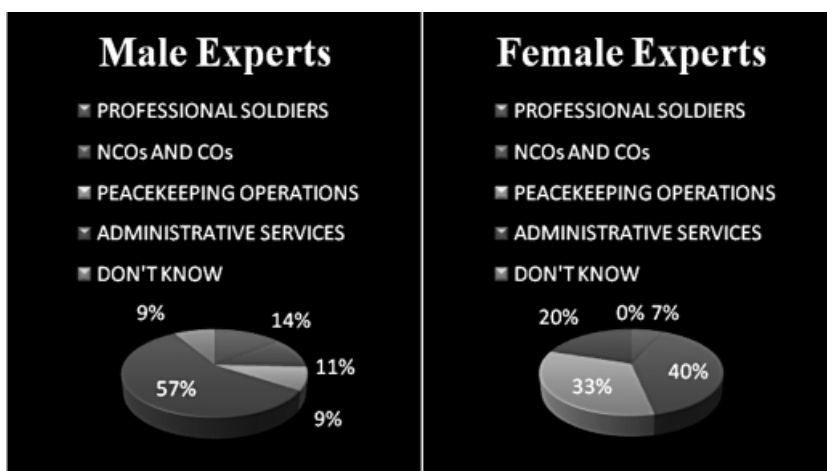 Male Experts
PROFESSIONAL SOLDIERS
NCOs AND COs
PEACEKEEPING OPERATIONS
ADMINISTRATIVE SERVICES
DON'T KNOW
9%
14%
11%
57%
9%
Female Experts
PROFESSIONAL SOLDIERS
NCOs AND COs
PEACEKEEPING OPERATIONS
ADMINISTRATIVE SERVICES
DON'T KNOW
20%
0%
7%
40%
33%